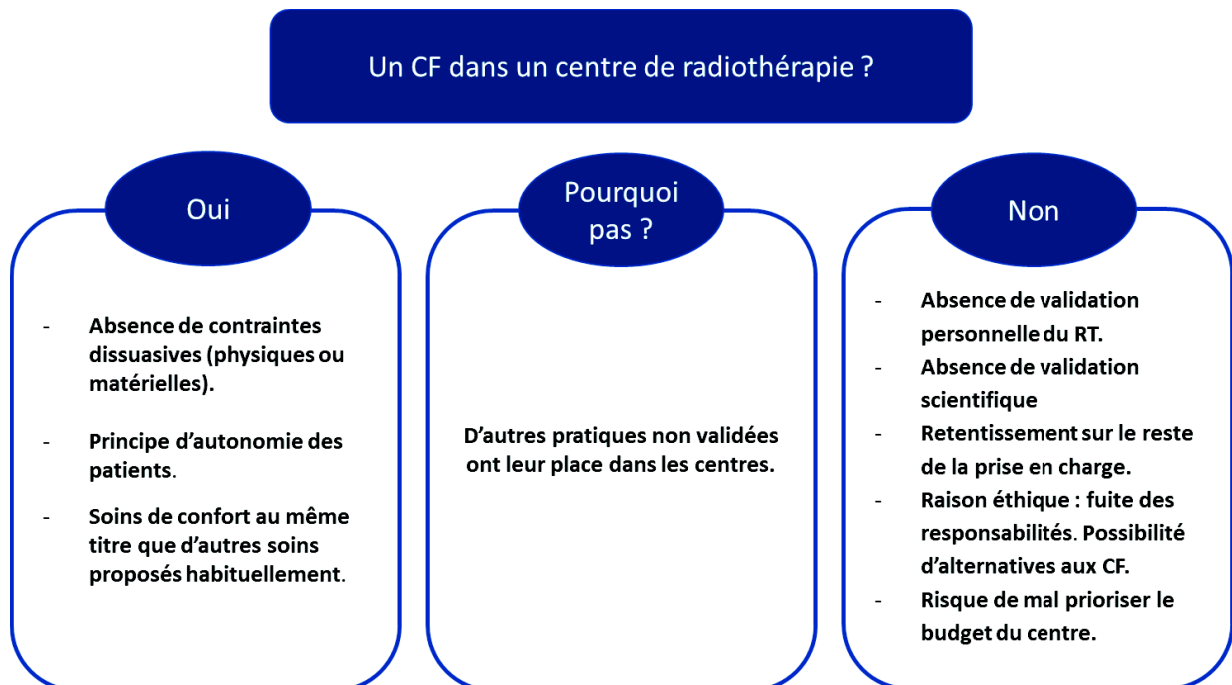 Un CF dans un centre de radiothérapie ?
Oui
- Absence de contraintes
dissuasives (physiques ou
matérielles).
- Principe d’autonomie des
patients.
- Soins de confort au même
titre que d’autres soins
proposés habituellement.
Pourquoi
pas ?
D’autres pratiques non validées
ont leur place dans les centres.
Non
- Absence de validation
personnelle du RT.
- Absence de validation
scientifique
- Retentissement sur le reste
de la prise en charge.
- Raison éthique : fuite des
responsabilités. Possibilité
d’alternatives aux CF.
- Risque de mal prioriser le
budget du centre.